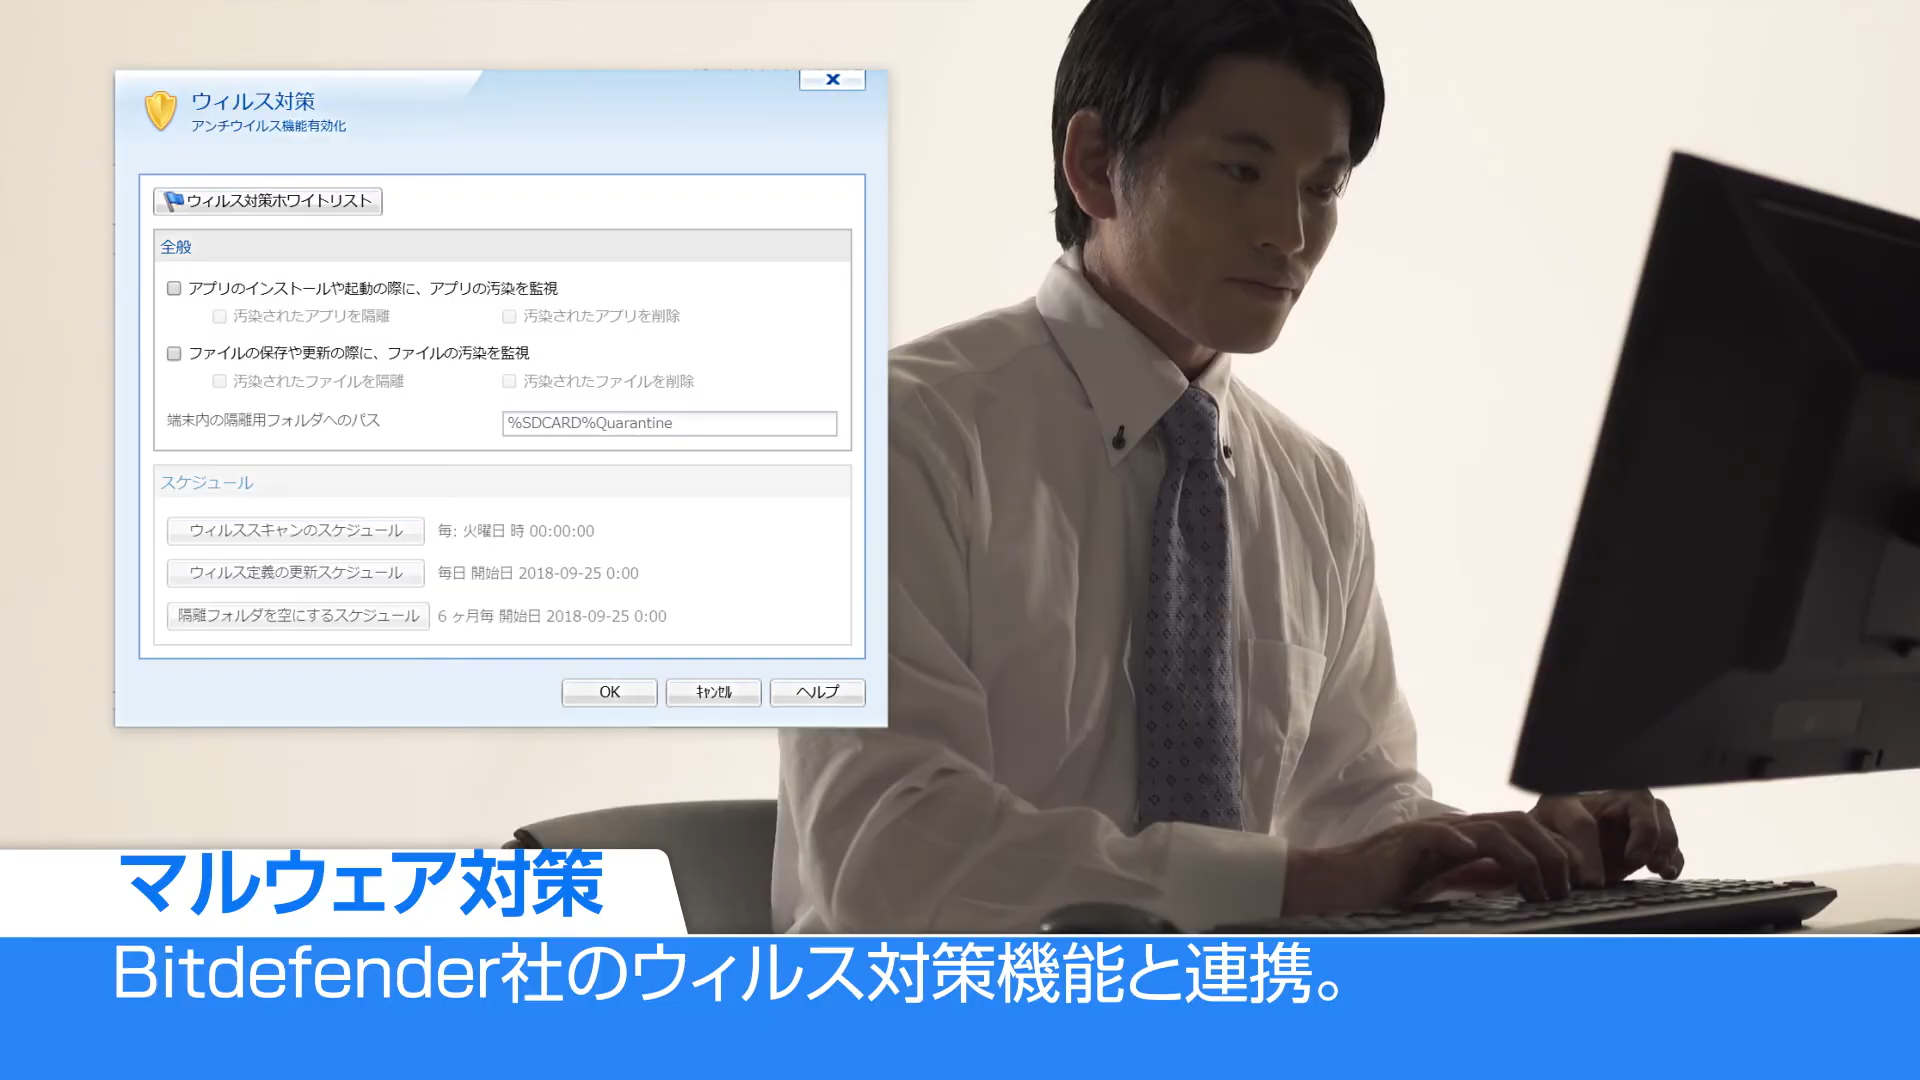 ウィルス対策
アンチウイルス機能有効化
ウィルス対策ホワイトリスト
全般
アプリのインストールや起動の際に、アプリの汚染を監視
汚染されたアプリを隔離 汚染されたアプリを削除
ファイルの保存や更新の際に、ファイルの汚染を監視
汚染されたファイルを隔離 汚染されたファイルを削除
端末内の隔離用フォルダへのパス %SDCARD%Quarantine
スケジュール
ウィルススキャンのスケジュール 毎: 火曜日 時 00:00:00
ウィルス定義の更新スケジュール 毎日 開始日 2018-09-25 0:00
隔離フォルダを空にするスケジュール 6 ヶ月毎 開始日 2018-09-25 0:00
OK ｷｬﾝｾﾙ ヘルプ
マルウェア対策
Bitdefender社のウィルス対策機能と連携。